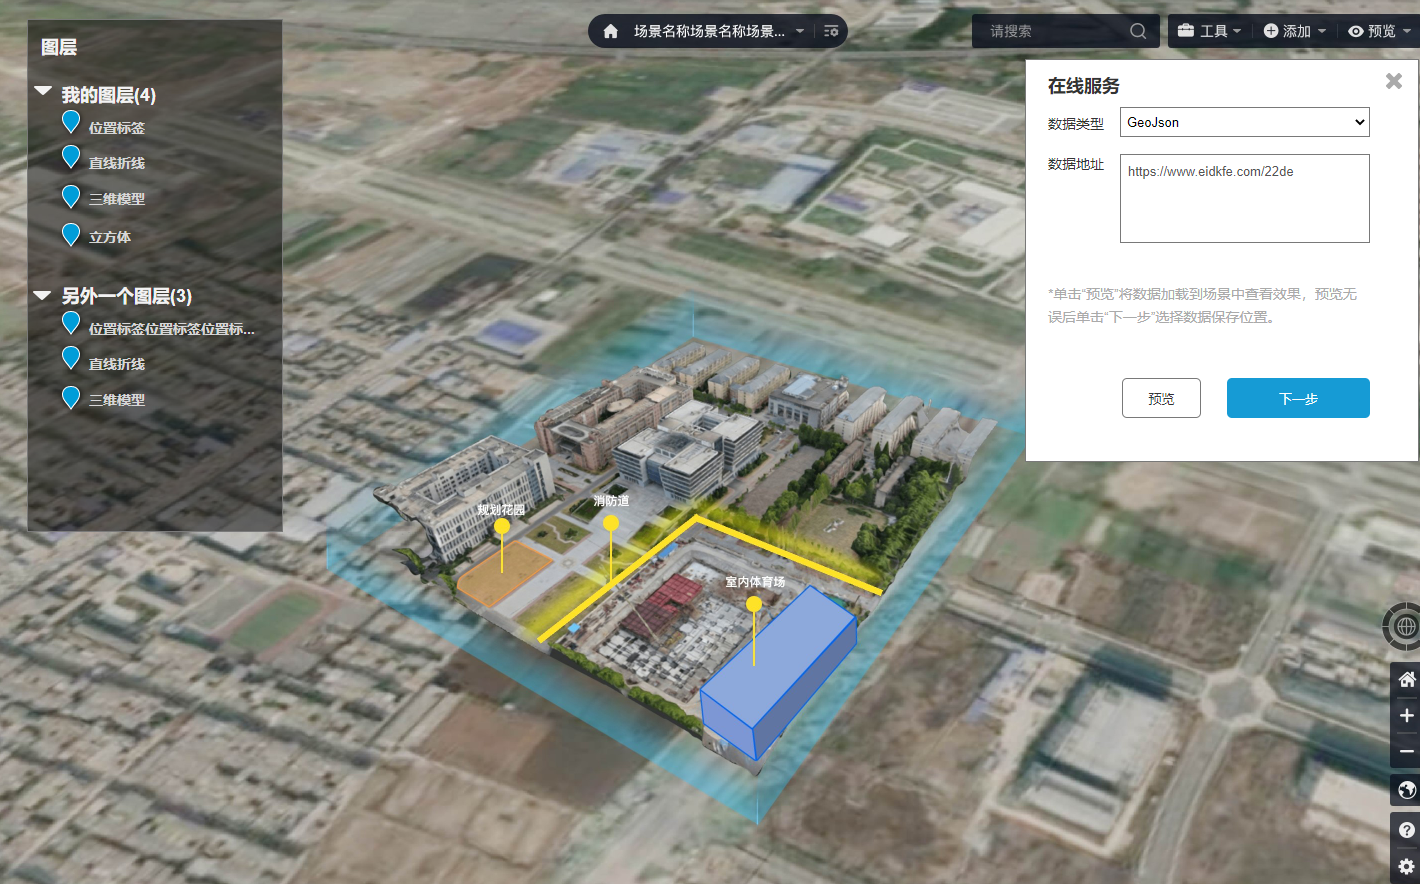 图层
我的图层(4)
位置标签
直线折线
三维模型
立方体
另外一个图层(3)
位置标签位置标签位置标...
直线折线
三维模型
场景名称场景名称场景...
请搜索
工具
添加
预览
在线服务
数据类型
GeoJson
数据地址
https://www.eidkfe.com/22de
*单击“预览”将数据加载到场景中查看效果，预览无
误后单击“下一步”选择数据保存位置。
预览
下一步
规划花园
消防道
室内体育场